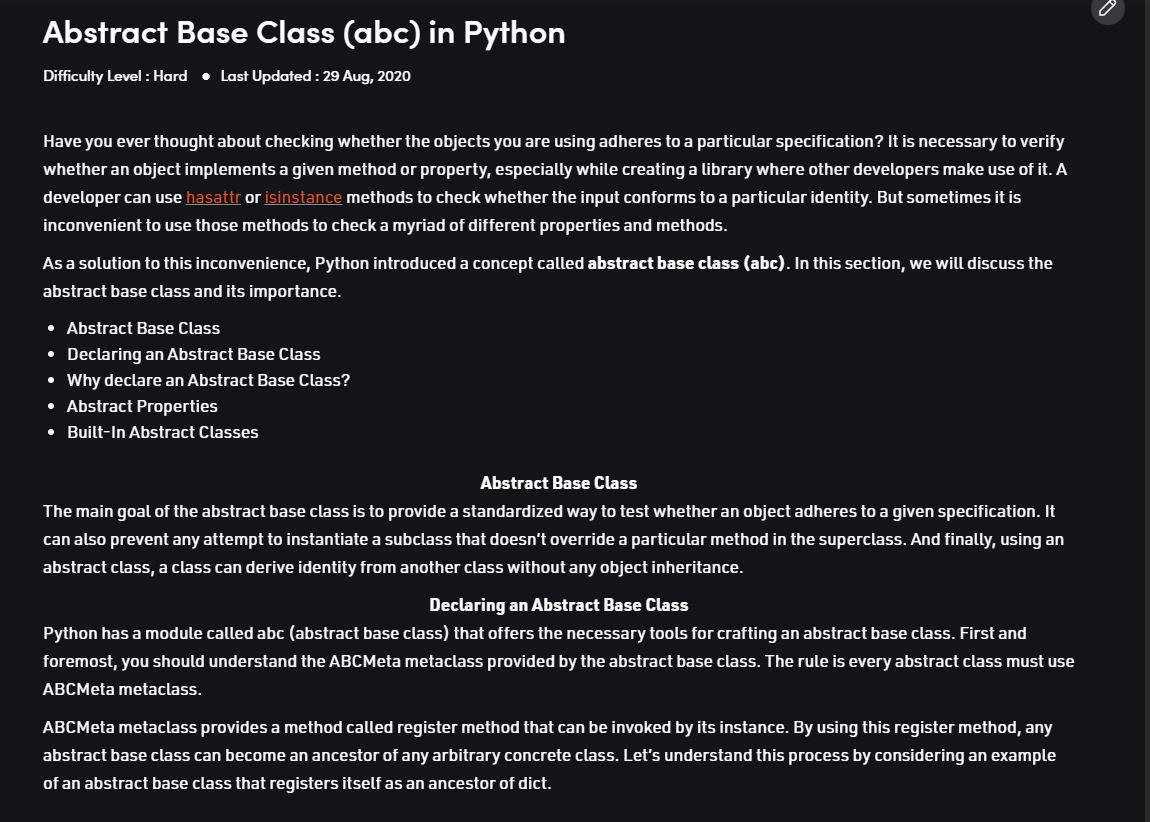 Abstract Base Class (abc) in Python
Difficulty Level : Hard ● Last Updated : 29 Aug, 2020
Have you ever thought about checking whether the objects you are using adheres to a particular specification? It is necessary to verify
whether an object implements a given method or property, especially while creating a library where other developers make use of it. A
developer can use hasattr or isinstance methods to check whether the input conforms to a particular identity. But sometimes it is
inconvenient to use those methods to check a myriad of different properties and methods.
As a solution to this inconvenience, Python introduced a concept called abstract base class (abc). In this section, we will discuss the
abstract base class and its importance.
• Abstract Base Class
• Declaring an Abstract Base Class
• Why declare an Abstract Base Class?
• Abstract Properties
• Built-In Abstract Classes
Abstract Base Class
The main goal of the abstract base class is to provide a standardized way to test whether an object adheres to a given specification. It
can also prevent any attempt to instantiate a subclass that doesn't override a particular method in the superclass. And finally, using an
abstract class, a class can derive identity from another class without any object inheritance.
Declaring an Abstract Base Class
Python has a module called abc (abstract base class) that offers the necessary tools for crafting an abstract base class. First and
foremost, you should understand the ABCMeta metaclass provided by the abstract base class. The rule is every abstract class must use
ABCMeta metaclass.
ABCMeta metaclass provides a method called register method that can be invoked by its instance. By using this register method, any
abstract base class can become an ancestor of any arbitrary concrete class. Let's understand this process by considering an example
of an abstract base class that registers itself as an ancestor of dict.